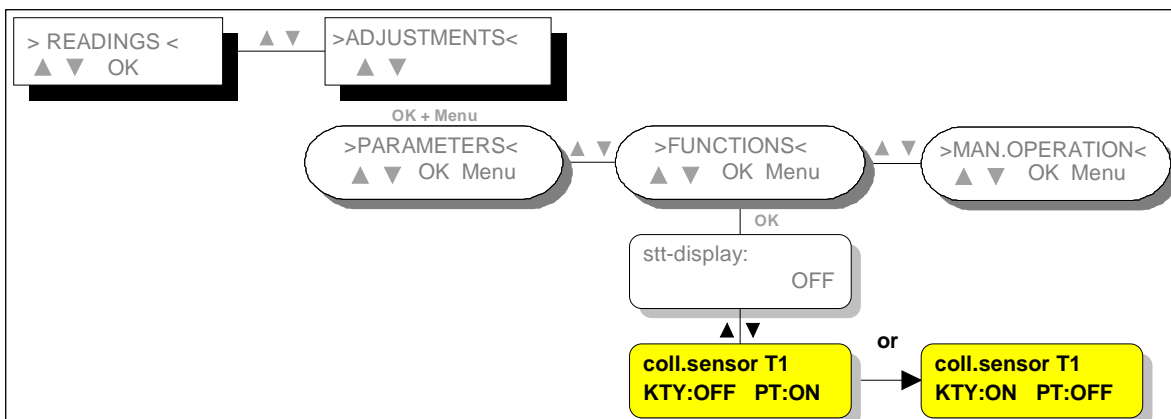 > READINGS <
▲ ▼ OK
▲ ▼
>ADJUSTMENTS<
▲ ▼
OK + Menu
>PARAMETERS<
▲ ▼ OK Menu
▲ ▼
>FUNCTIONS<
▲ ▼ OK Menu
▲ ▼
>MAN.OPERATION<
▲ ▼ OK Menu
OK
stt-display:
OFF
▲ ▼
coll.sensor T1
KTY:OFF PT:ON
or
coll.sensor T1
KTY:ON PT:OFF